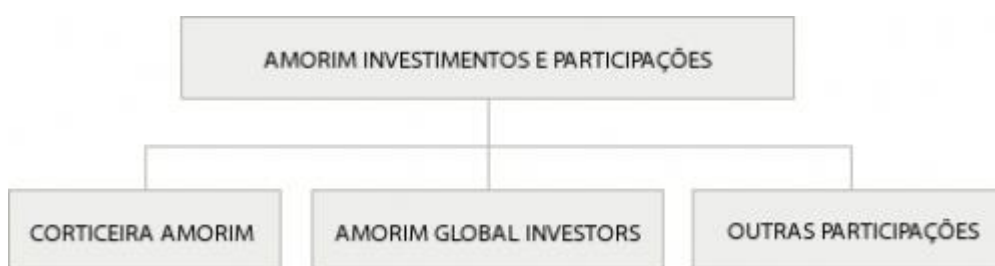 AMORIM INVESTIMENTOS E PARTICIPAÇÕES
CORTICEIRA AMORIM
AMORIM GLOBAL INVESTORS
OUTRAS PARTICIPAÇÕES